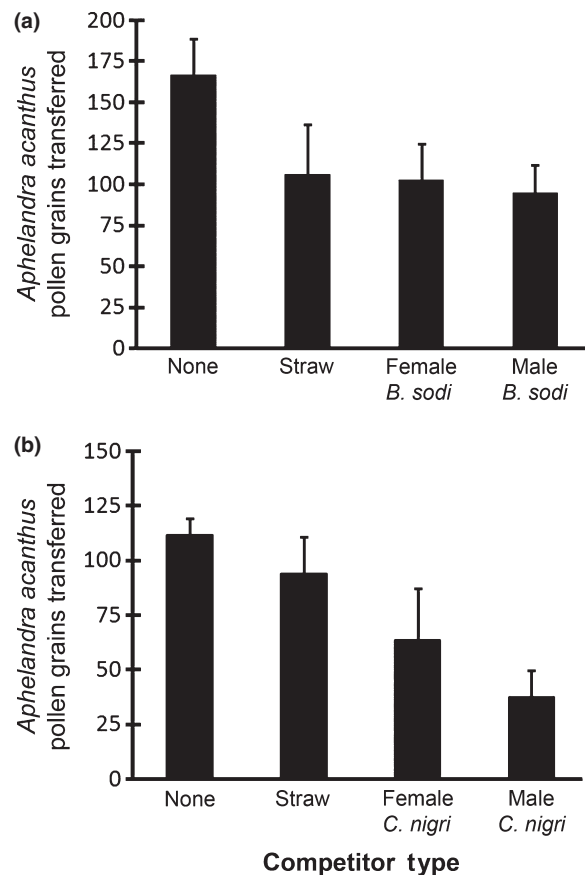 (a)
Aphelandra acanthus
pollen grains transferred
200
175
150
125
100
75
50
25
0
None Straw Female Male
B. sodi B. sodi
(b)
Aphelandra acanthus
pollen grains transferred
150
125
100
75
50
25
0
None Straw Female Male
C. nigri C. nigri
Competitor type